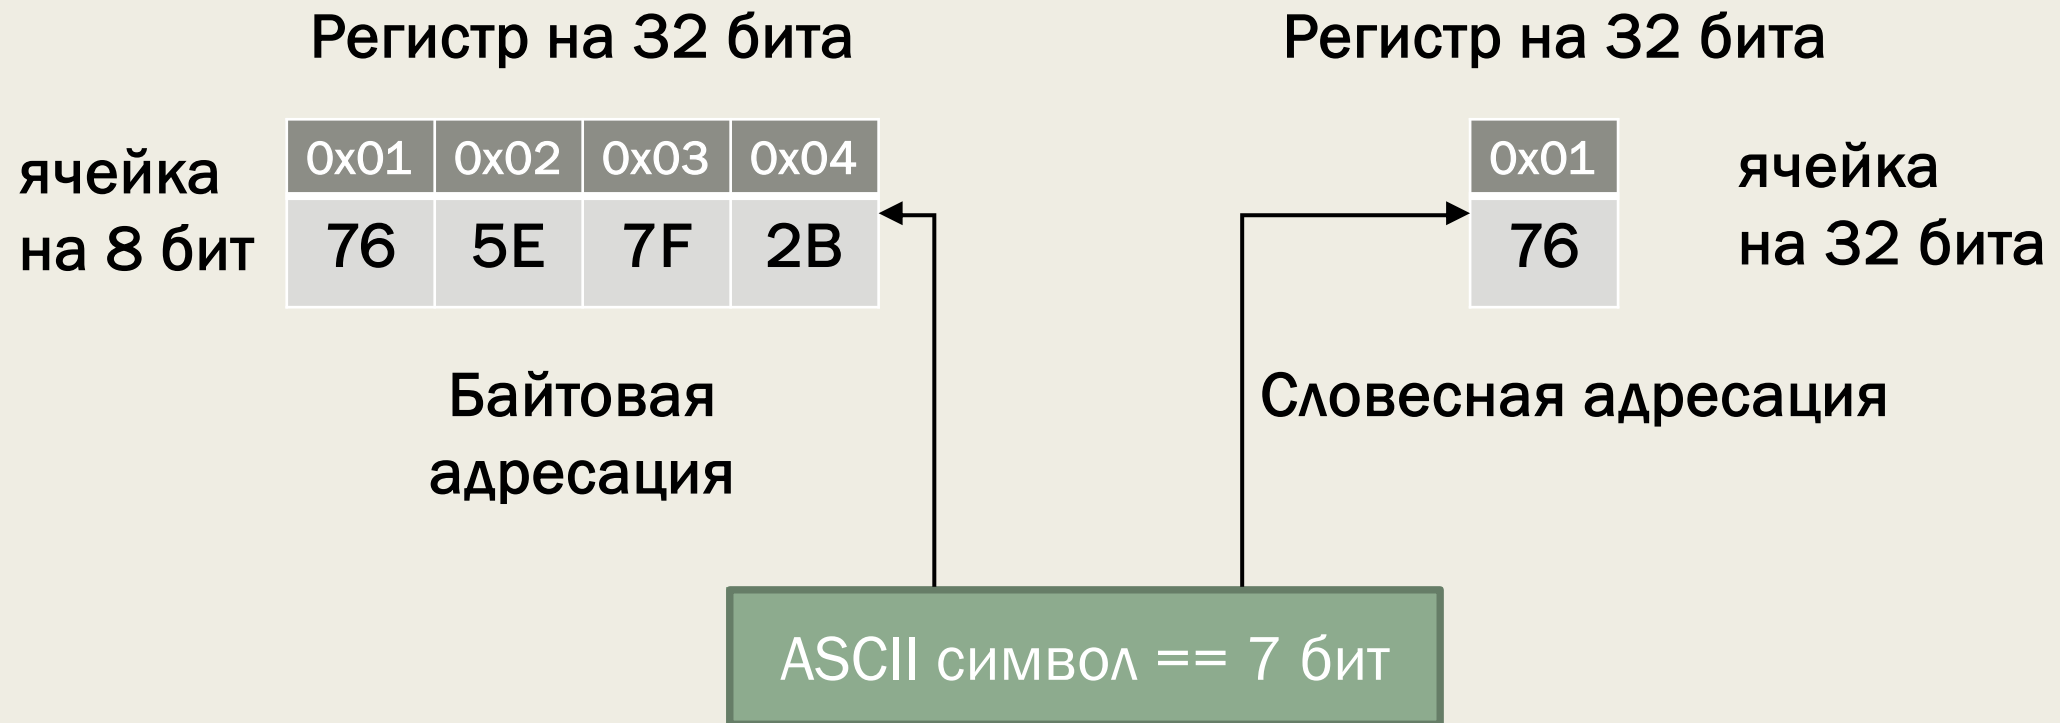 Регистр на 32 бита
ячейка
на 8 бит
0x01 0x02 0x03 0x04
76 5E 7F 2B
Байтовая
адресация
Регистр на 32 бита
0x01
76
ячейка
на 32 бита
Словесная адресация
ASCII символ == 7 бит